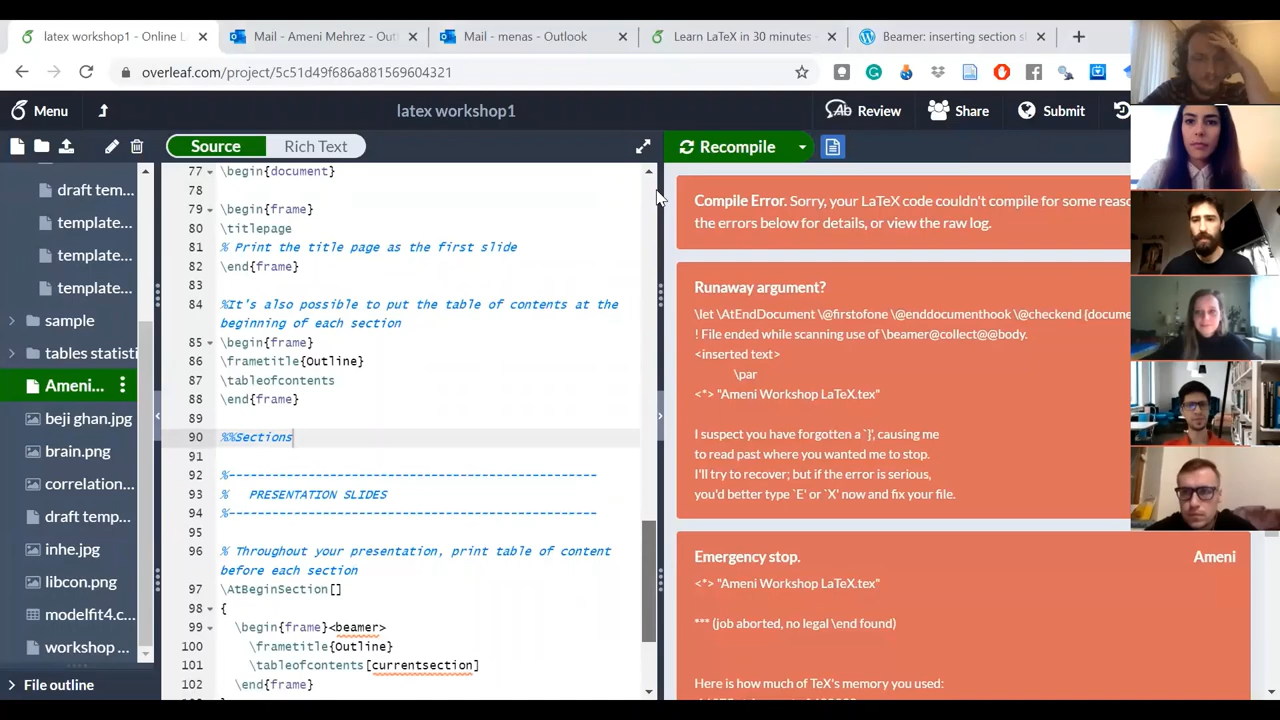 latex workshop1 - Online L
Mail - Ameni Mehrez - Out
Mail - menas - Outlook
Learn LaTeX in 30 minutes -
Beamer: inserting section s
overleaf.com/project/5c51d49f686a881569604321
Menu
latex workshop1
Review
Share
Submit
Source
Rich Text
Recompile
draft tem...
template...
template...
template...
sample
tables statisti
Ameni...
beji ghan.jpg
brain.png
correlation...
draft temp...
inhe.jpg
libcon.png
modelfit4.c...
workshop ...
File outline
77 \begin{document}
78
79 \begin{frame}
80 \titlepage
81 % Print the title page as the first slide
82 \end{frame}
83
84 %It's also possible to put the table of contents at the
beginning of each section
85 \begin{frame}
86 \frametitle{Outline}
87 \tableofcontents
88 \end{frame}
89
90 %%Sections
91
92 %--------------------------------------------------
93 % PRESENTATION SLIDES
94 %--------------------------------------------------
95
96 % Throughout your presentation, print table of content
before each section
97 \AtBeginSection[]
98 {
99 \begin{frame}<beamer>
100 \frametitle{Outline}
101 \tableofcontents[currentsection]
102 \end{frame}
Compile Error. Sorry, your LaTeX code couldn't compile for some reaso
the errors below for details, or view the raw log.
Runaway argument?
\let \AtEndDocument \@firstofone \@enddocumenthook \@checkend {docume
! File ended while scanning use of \beamer@collect@@body.
<inserted text>
\par
<*> "Ameni Workshop LaTeX.tex"
I suspect you have forgotten a `}', causing me
to read past where you wanted me to stop.
I'll try to recover; but if the error is serious,
you'd better type `E' or `X' now and fix your file.
Emergency stop.
Ameni
<*> "Ameni Workshop LaTeX.tex"
*** (job aborted, no legal \end found)
Here is how much of TeX's memory you used: